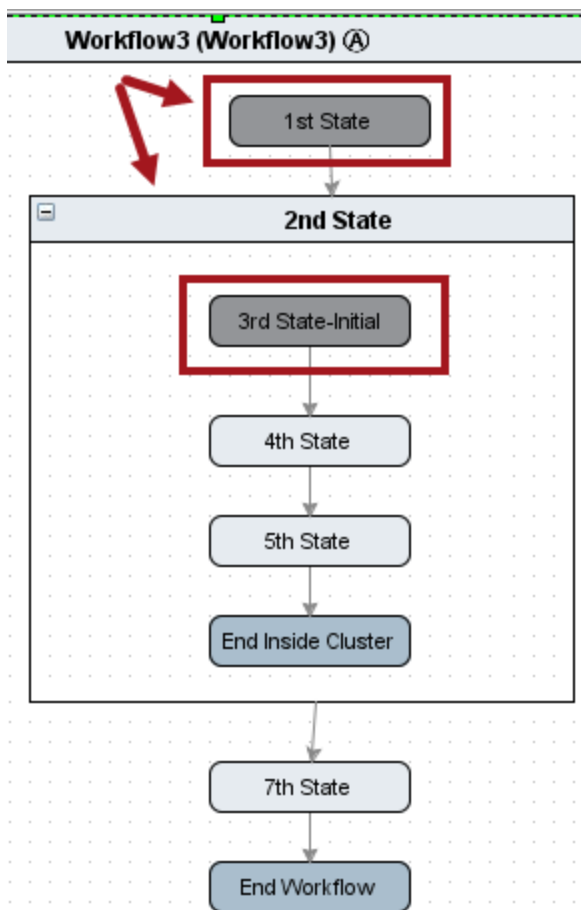 Workflow3 (Workflow3) Ⓐ
1st State
2nd State
3rd State-Initial
4th State
5th State
End Inside Cluster
7th State
End Workflow